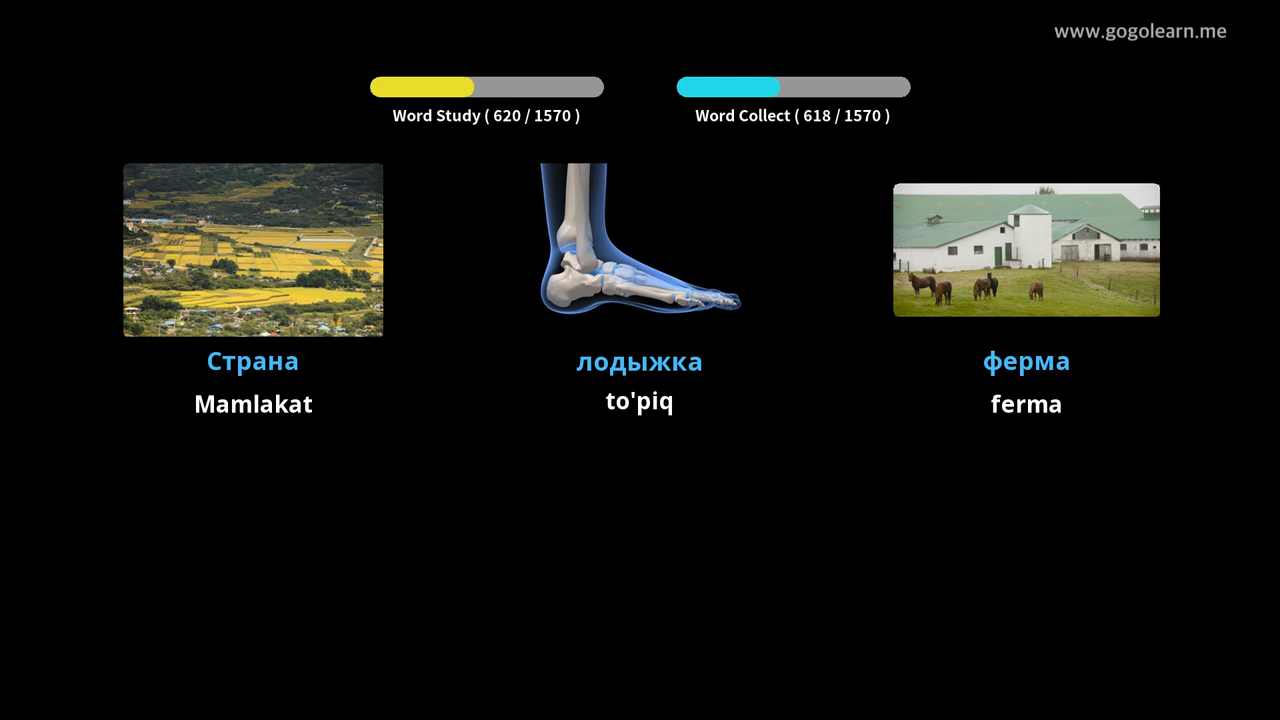 www.gogolearn.me
Word Study ( 620 / 1570 )
Word Collect ( 618 / 1570 )
Страна
лодыжка
ферма
Mamlakat
to'piq
ferma